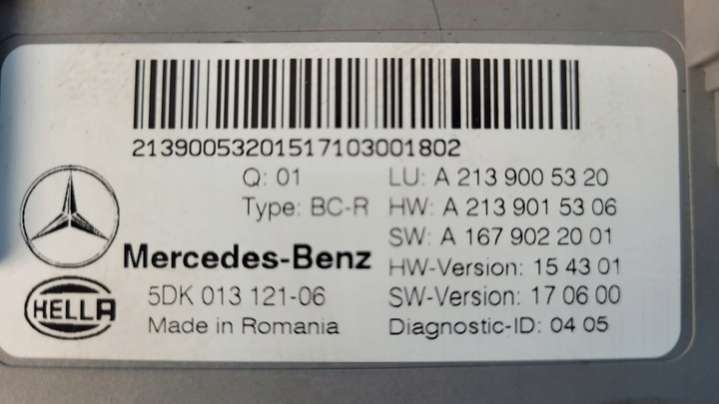 21390053201517103001802
Q: 01
LU: A 213 900 53 20
Type: BC-R
HW: A 213 901 53 06
SW: A 167 902 20 01
Mercedes-Benz
HW-Version: 15 43 01
HELLA
5DK 013 121-06
SW-Version: 17 06 00
Made in Romania
Diagnostic-ID: 04 05